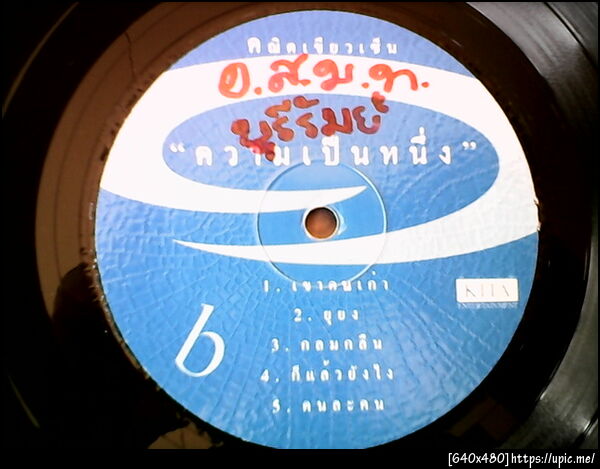 คณิตเขียวเซ็น
อ.ส.ม.ท.
บุรีรัมย์
“ความเป็นหนึ่ง”
1. เขาคนเก่า
KITA
2. ยุยง
3. กลมกลืน
b
4. ก็แล้วยังไง
5. คนละคน
[640x480]https://upic.me/